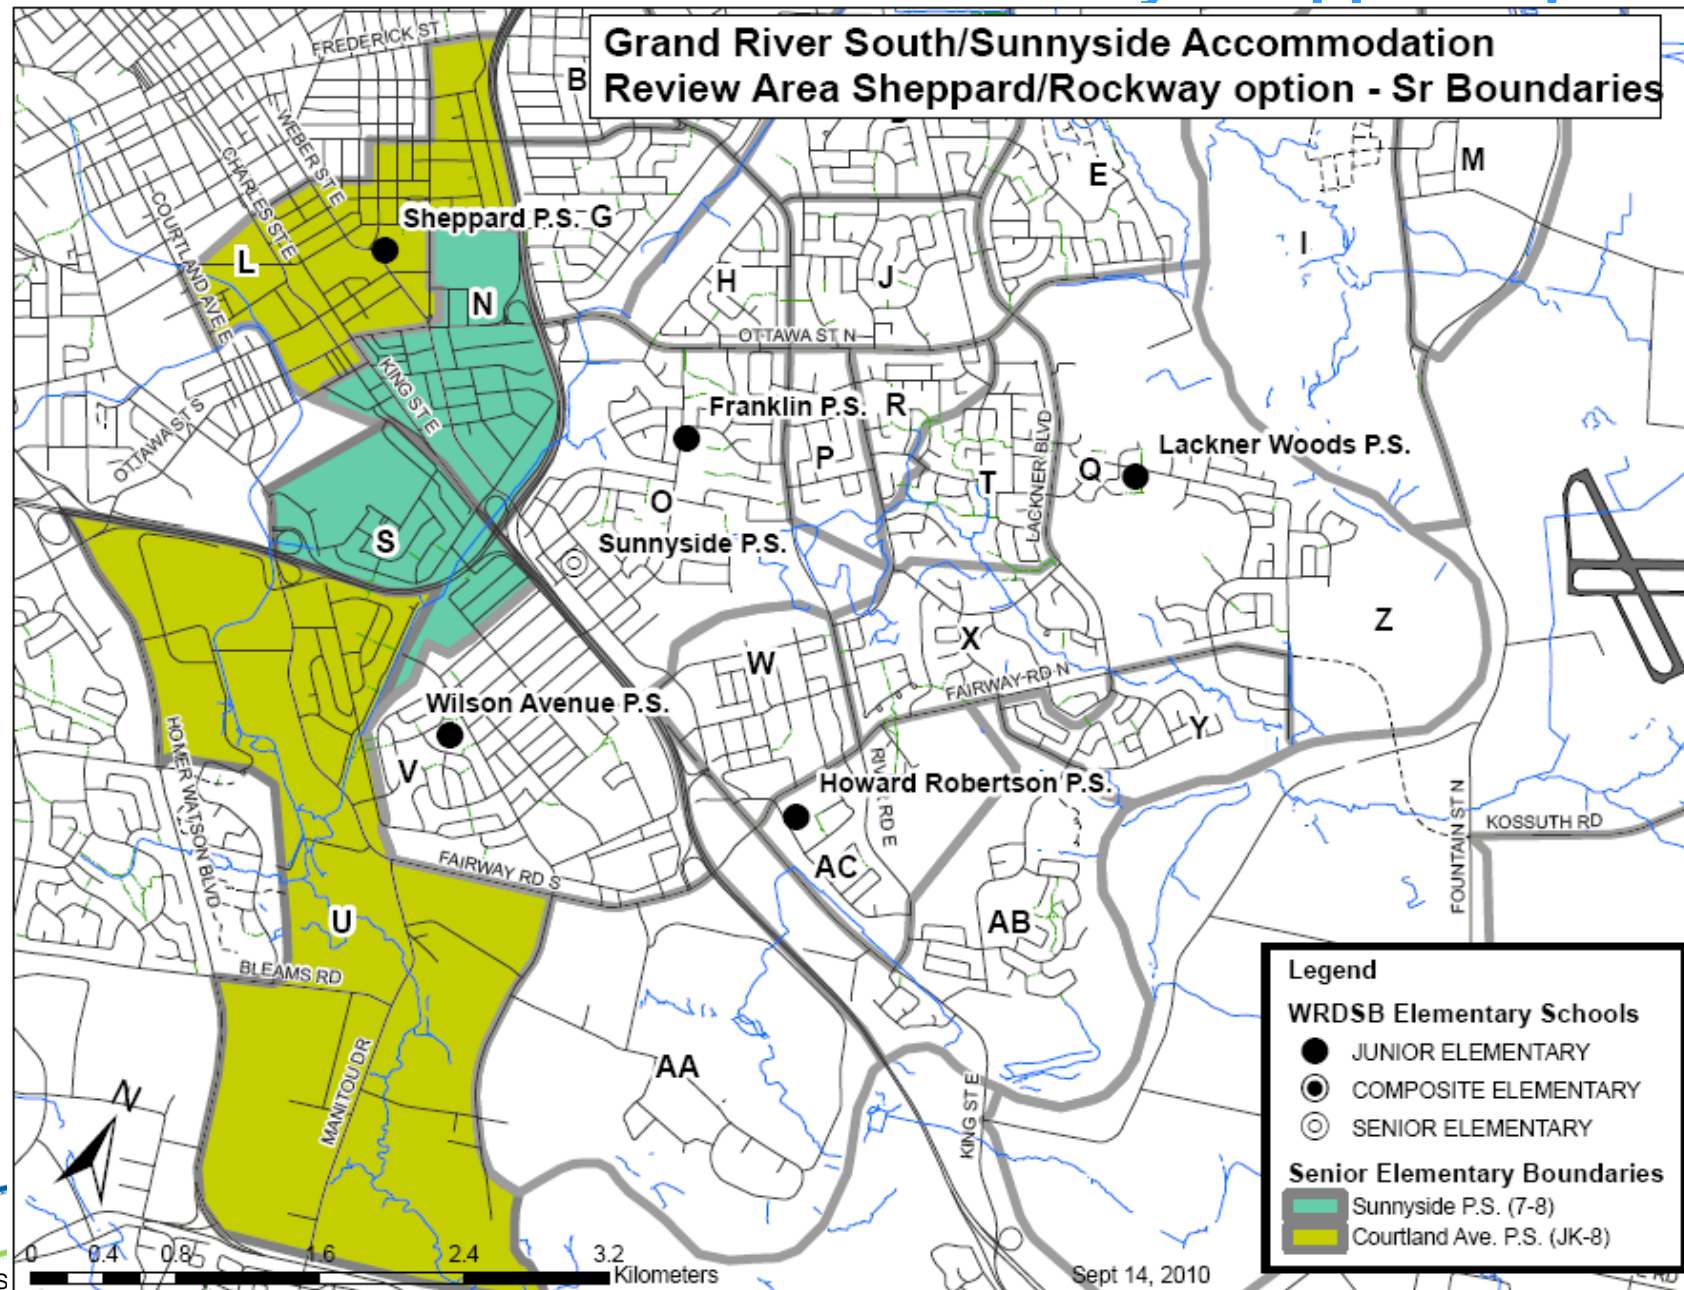 Grand River South/Sunnyside Accommodation
Review Area Sheppard/Rockway option - Sr Boundaries
FREDERICK ST
B
WEBER ST E
CHARLES ST E
COURTLAND AVE E
E
M
Sheppard P.S.
G
L
I
N
H
J
OTTAWA ST N
KING ST E
OTTAWA ST S
Franklin P.S.
R
LACKNER BLVD
Lackner Woods P.S.
P
Q
T
O
S
Sunnyside P.S.
Z
X
W
FAIRWAY RD N
Wilson Avenue P.S.
HOMER WATSON BLVD
V
Y
Howard Robertson P.S.
FOUNTAIN ST N
KOSSUTH RD
FAIRWAY RD S
AC
U
AB
BLEAMS RD
MANITOU DR
AA
KING ST E
N
Legend
WRDSB Elementary Schools
JUNIOR ELEMENTARY
COMPOSITE ELEMENTARY
SENIOR ELEMENTARY
Senior Elementary Boundaries
Sunnyside P.S. (7-8)
Courtland Ave. P.S. (JK-8)
0 0.4 0.8 1.6 2.4 3.2
Kilometers
Sept 14, 2010